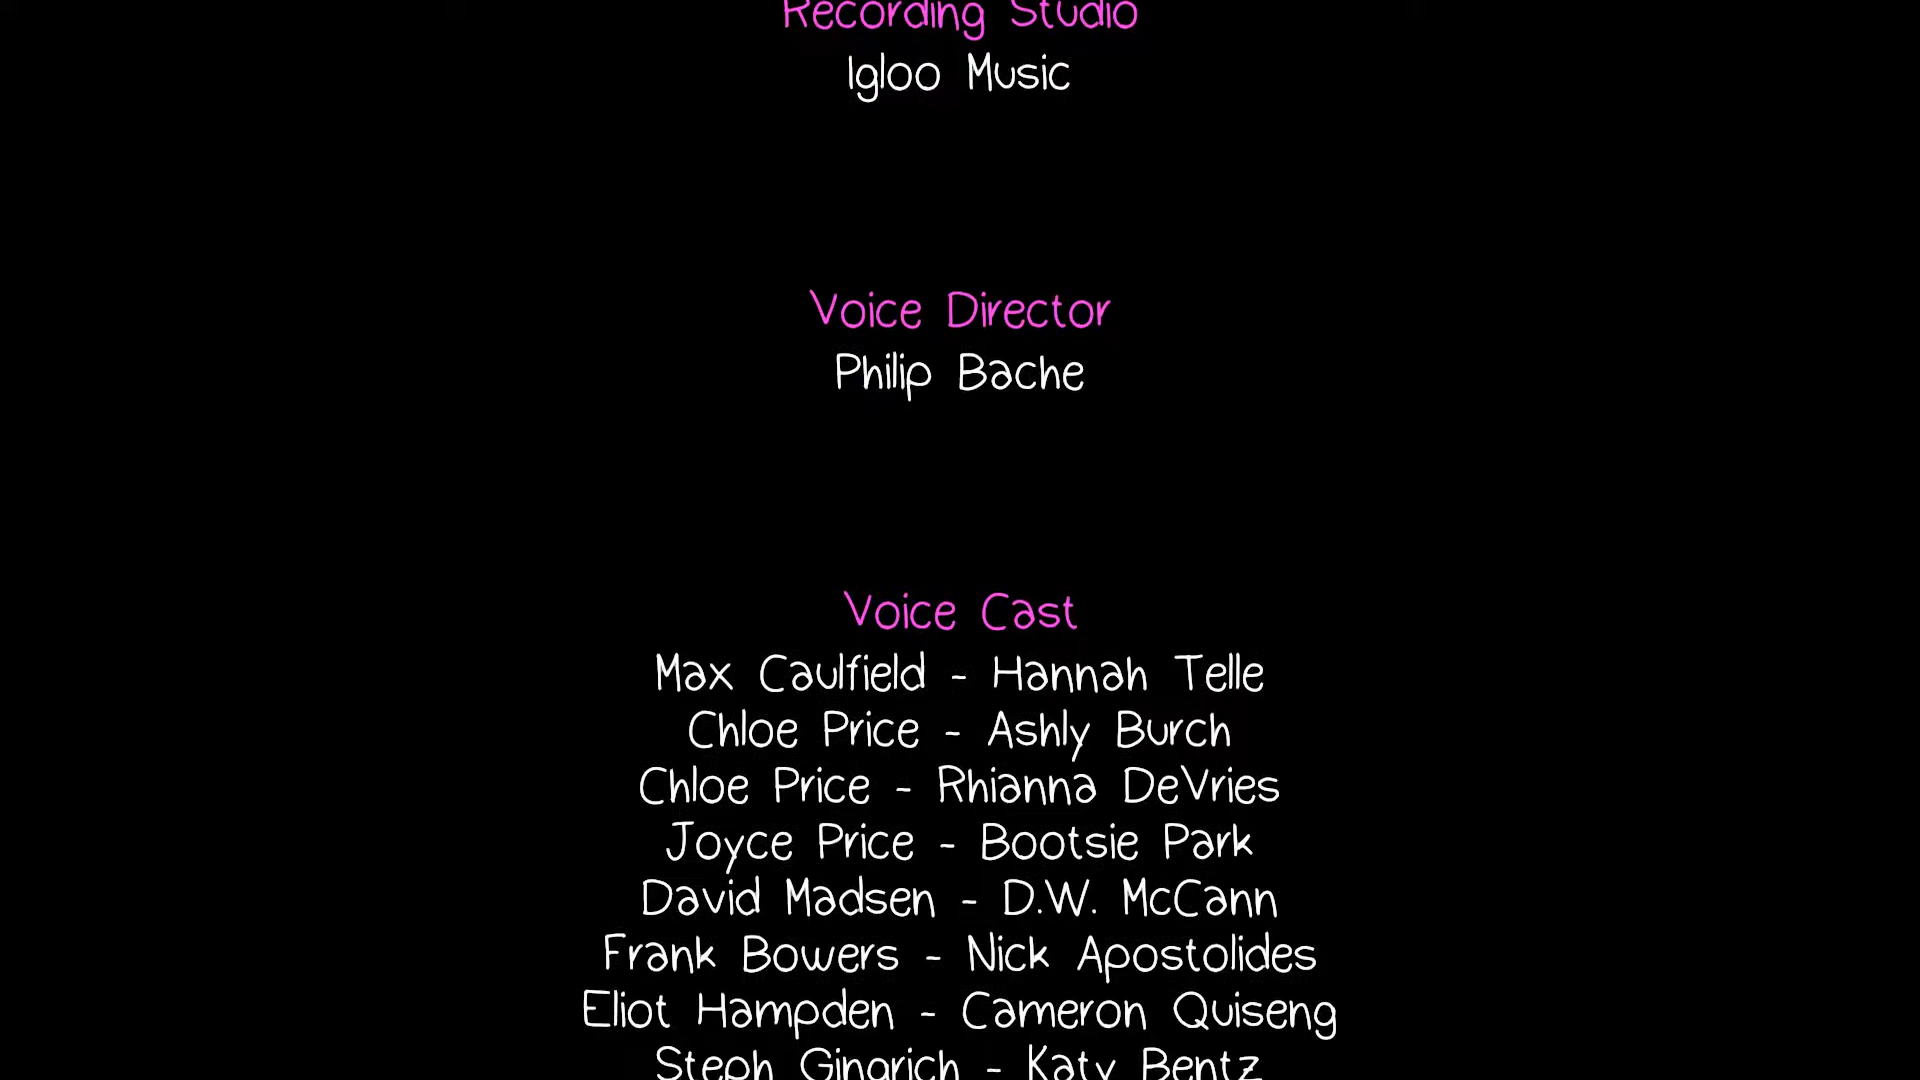 Recording Studio
Igloo Music
Voice Director
Philip Bache
Voice Cast
Max Caulfield - Hannah Telle
Chloe Price - Ashly Burch
Chloe Price - Rhianna DeVries
Joyce Price - Bootsie Park
David Madsen - D.W. McCann
Frank Bowers - Nick Apostolides
Eliot Hampden - Cameron Quiseng
Steph Gingrich - Katy Bentz